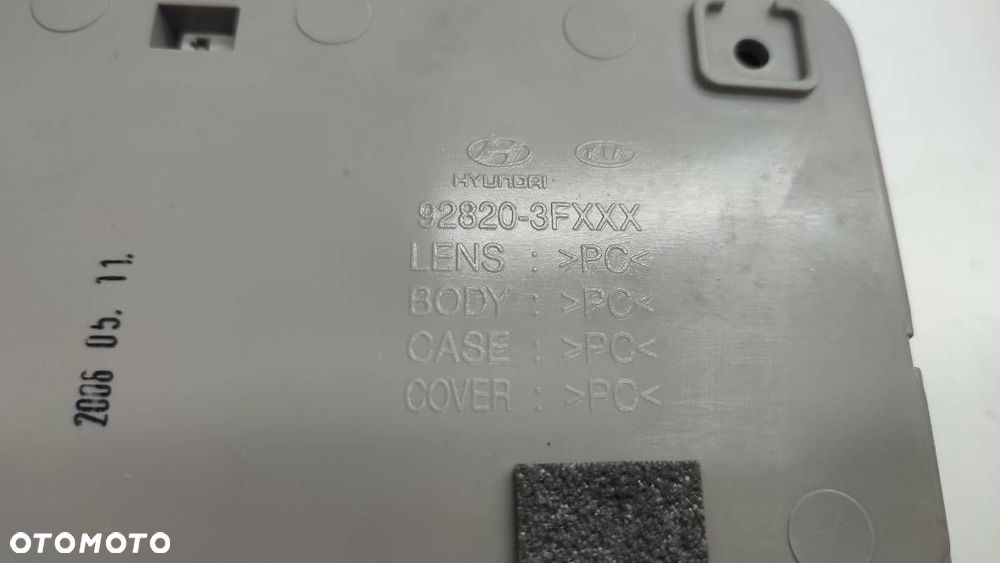 KIA
HYUNDAI
92820-3FXXX
LENS : >PC<
BODY : >PC<
CASE : >PC<
COVER : >PC<
2006 05. 11.
OTOMOTO